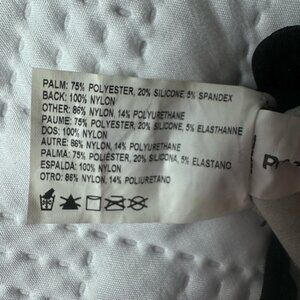 PALM: 75% POLYESTER, 20% SILICONE, 5% SPANDEX
BACK: 100% NYLON
OTHER: 86% NYLON, 14% POLYURETHANE
PAUME: 75% POLYESTER, 20% SILICONE, 5% ELASTHANNE
DOS: 100% NYLON
AUTRE: 86% NYLON, 14% POLYURETHANE
PALMA: 75% POLIÉSTER, 20% SILICONA, 5% ELASTANO
ESPALDA: 100% NYLON
OTRO: 86% NYLON, 14% POLIURETANO